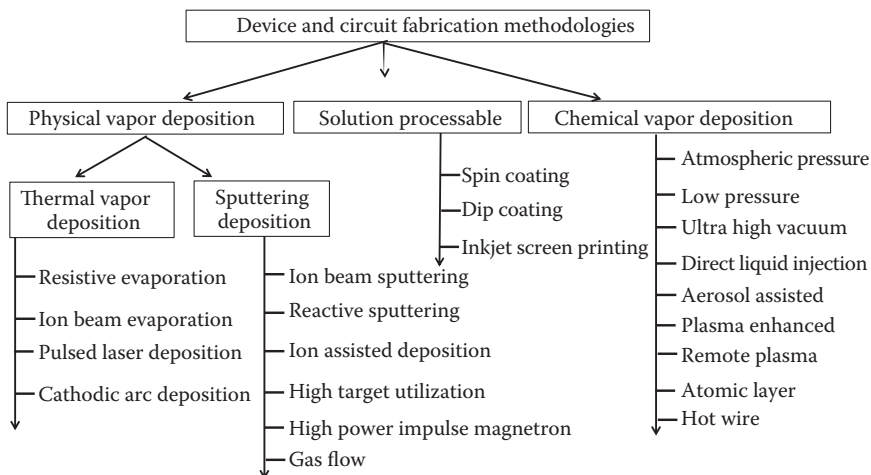 Device and circuit fabrication methodologies
Physical vapor deposition
Solution processable
Chemical vapor deposition
Thermal vapor
deposition
Sputtering
deposition
Resistive evaporation
Ion beam evaporation
Pulsed laser deposition
Cathodic arc deposition
Ion beam sputtering
Reactive sputtering
Ion assisted deposition
High target utilization
High power impulse magnetron
Gas flow
Spin coating
Dip coating
Inkjet screen printing
Atmospheric pressure
Low pressure
Ultra high vacuum
Direct liquid injection
Aerosol assisted
Plasma enhanced
Remote plasma
Atomic layer
Hot wire